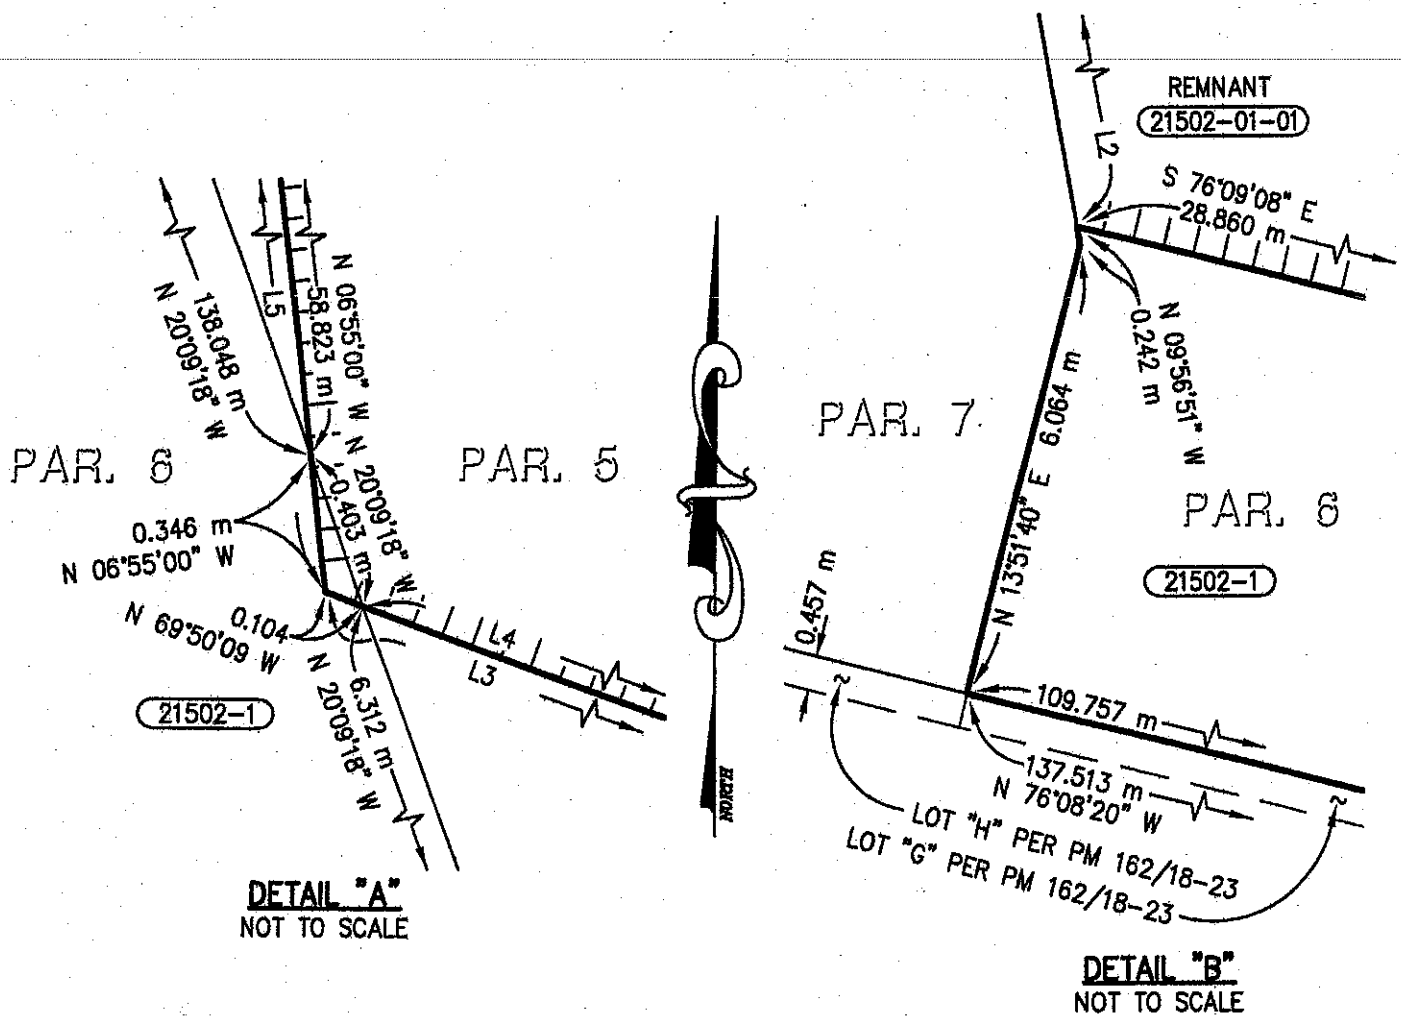 REMNANT
21502-01-01
L2
S 76°09'08" E
28.860 m
N 09°56'51" W
0.242 m
PAR. 7
6.064 m
N 13°51'40" E
PAR. 6
21502-1
0.457 m
109.757 m
137.513 m
N 76°08'20" W
LOT "H" PER PM 162/18-23
LOT "G" PER PM 162/18-23
DETAIL "B"
NOT TO SCALE
NORTH
138.048 m
N 20°09'18" W
L5
N 06°55'00" W
58.823 m
PAR. 6
PAR. 5
N 20°09'18" W
0.403 m
0.346 m
N 06°55'00" W
0.104
N 69°50'09 W
L4
L3
6.312 m
N 20°09'18" W
21502-1
DETAIL "A"
NOT TO SCALE